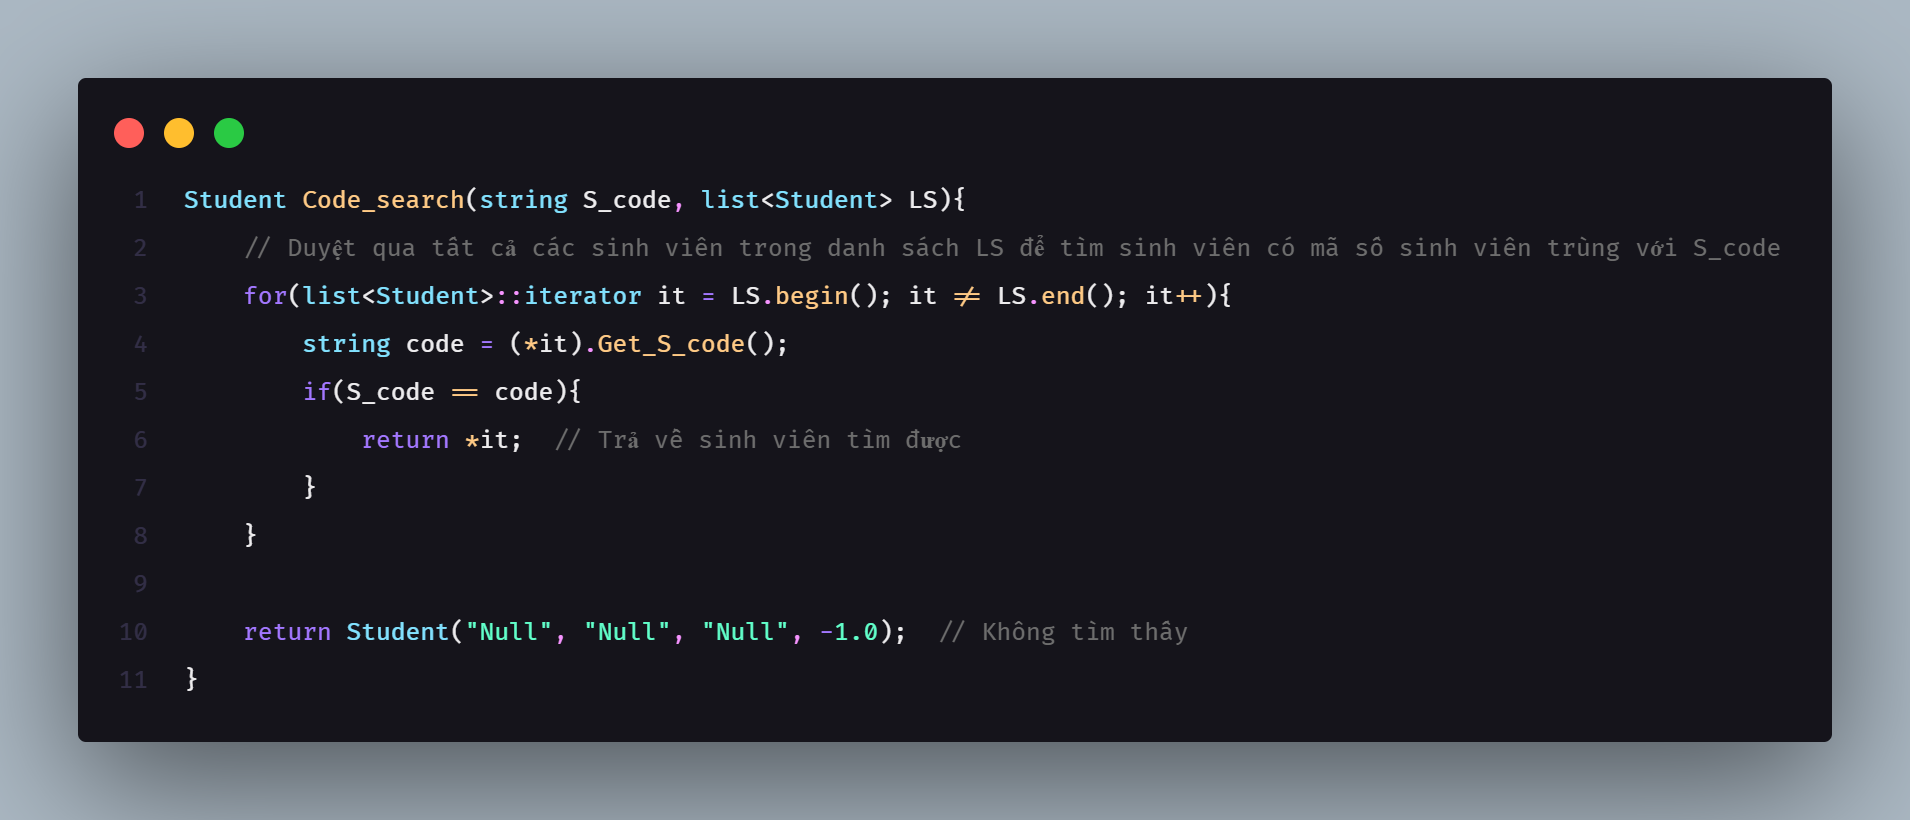 1 Student Code_search(string S_code, list<Student> LS){
2 // Duyệt qua tất cả các sinh viên trong danh sách LS để tìm sinh viên có mã số sinh viên trùng với S_code
3 for(list<Student>::iterator it = LS.begin(); it != LS.end(); it++){
4 string code = (*it).Get_S_code();
5 if(S_code == code){
6 return *it; // Trả về sinh viên tìm được
7 }
8 }
9
10 return Student("Null", "Null", "Null", -1.0); // Không tìm thấy
11 }